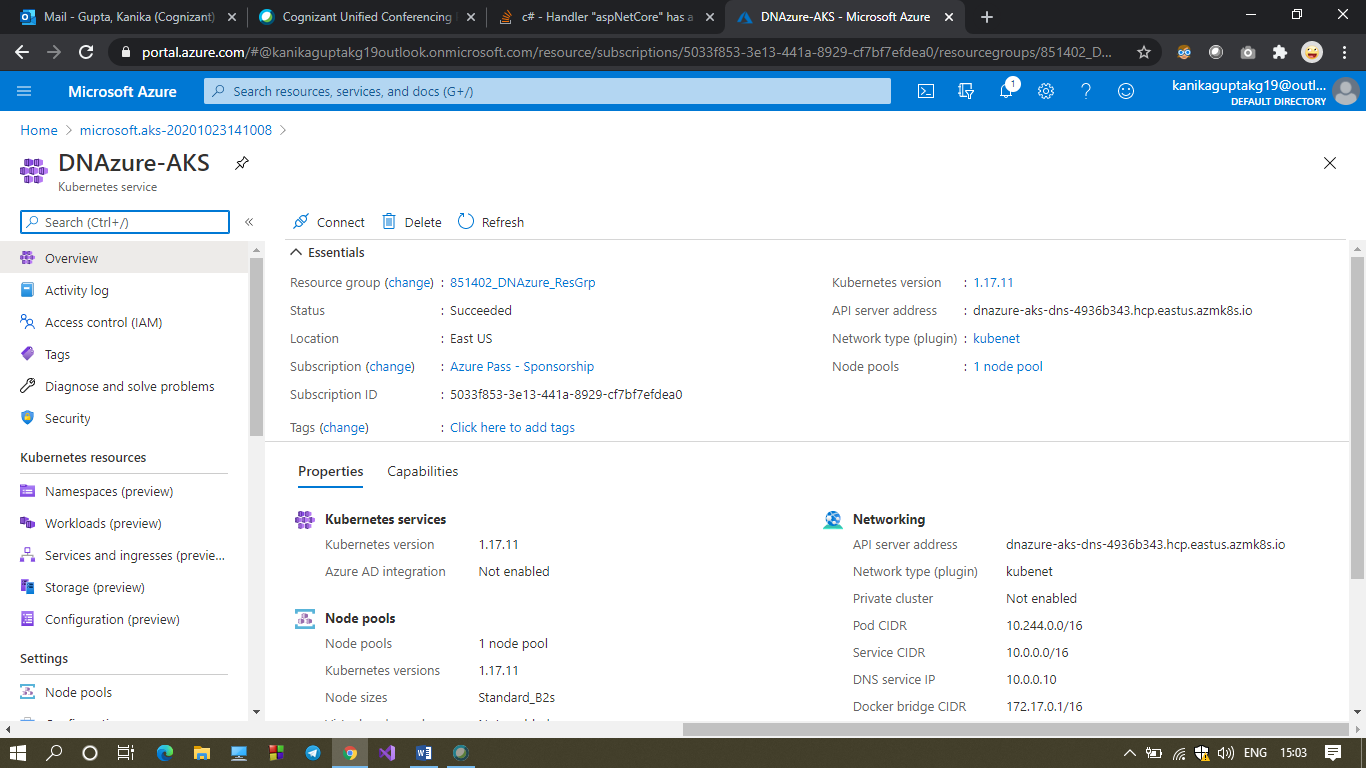 Mail - Gupta, Kanika (Cognizant)
Cognizant Unified Conferencing
c# - Handler "aspNetCore" has a
DNAzure-AKS - Microsoft Azure
portal.azure.com/#@kanikaguptakg19outlook.onmicrosoft.com/resource/subscriptions/5033f853-3e13-441a-8929-cf7bf7efdea0/resourcegroups/851402_D...
Microsoft Azure
Search resources, services, and docs (G+/)
1
kanikaguptakg19@outl...
DEFAULT DIRECTORY
Home > microsoft.aks-20201023141008 >
DNAzure-AKS
Kubernetes service
Search (Ctrl+/)
«
Connect Delete Refresh
Overview
Activity log
Access control (IAM)
Tags
Diagnose and solve problems
Security
Kubernetes resources
Namespaces (preview)
Workloads (preview)
Services and ingresses (previe...
Storage (preview)
Configuration (preview)
Settings
Node pools
Essentials
Resource group (change) : 851402_DNAzure_ResGrp
Status : Succeeded
Location : East US
Subscription (change) : Azure Pass - Sponsorship
Subscription ID : 5033f853-3e13-441a-8929-cf7bf7efdea0
Tags (change) : Click here to add tags
Kubernetes version : 1.17.11
API server address : dnazure-aks-dns-4936b343.hcp.eastus.azmk8s.io
Network type (plugin) : kubenet
Node pools : 1 node pool
Properties Capabilities
Kubernetes services
Kubernetes version 1.17.11
Azure AD integration Not enabled
Node pools
Node pools 1 node pool
Kubernetes versions 1.17.11
Node sizes Standard_B2s
Networking
API server address dnazure-aks-dns-4936b343.hcp.eastus.azmk8s.io
Network type (plugin) kubenet
Private cluster Not enabled
Pod CIDR 10.244.0.0/16
Service CIDR 10.0.0.0/16
DNS service IP 10.0.0.10
Docker bridge CIDR 172.17.0.1/16
ENG 15:03